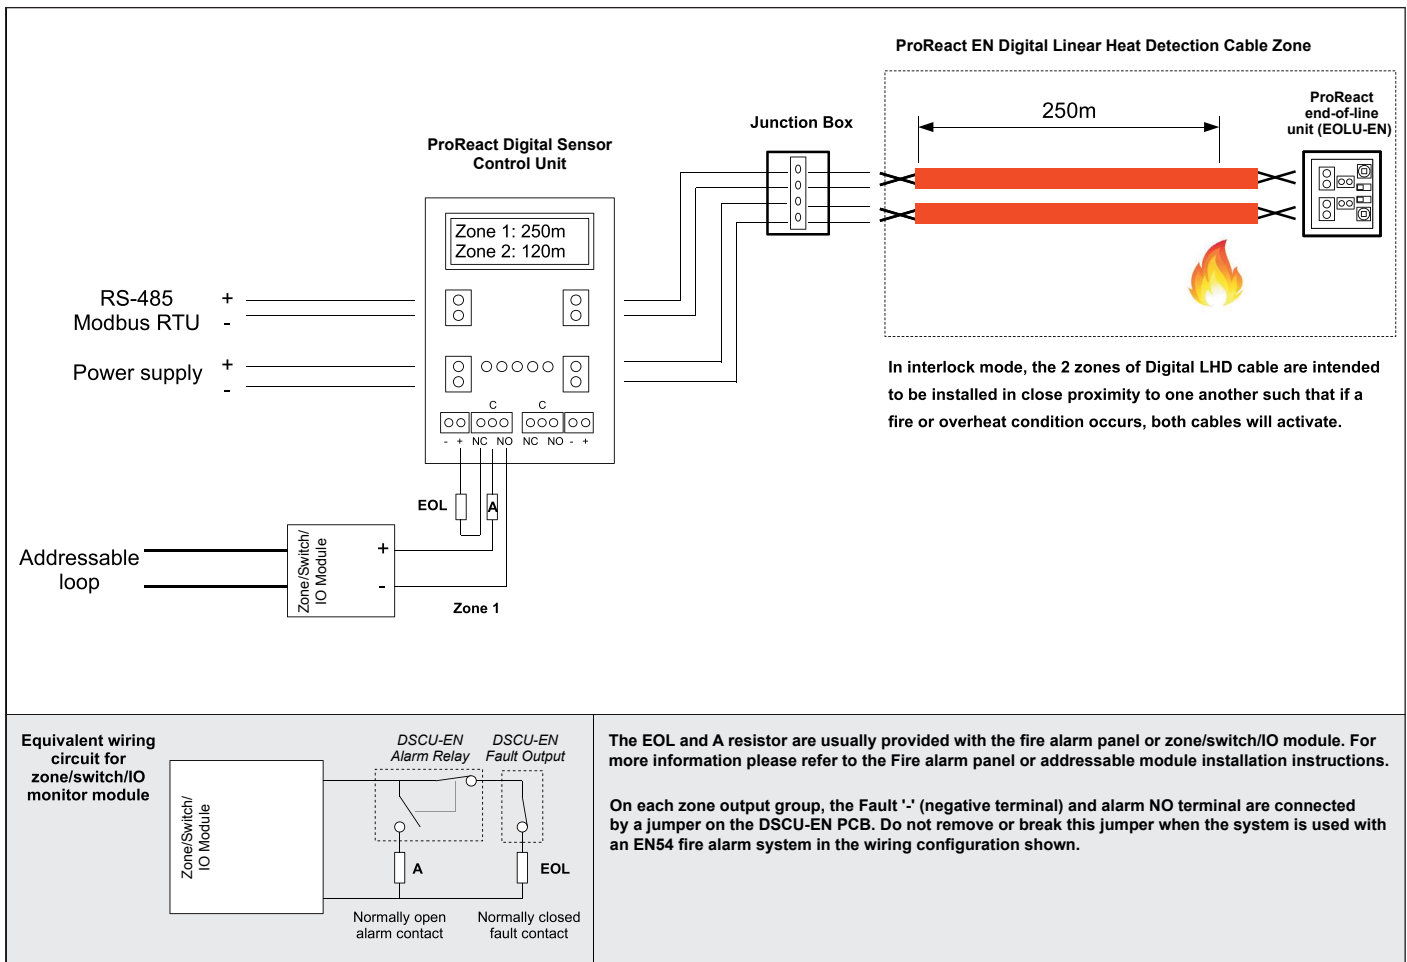 ProReact EN Digital Linear Heat Detection Cable Zone
250m
ProReact
end-of-line
unit (EOLU-EN)
Junction Box
ProReact Digital Sensor
Control Unit
Zone 1: 250m
Zone 2: 120m
RS-485 +
Modbus RTU -
Power supply +
-
C C
- + NC NO NC NO - +
In interlock mode, the 2 zones of Digital LHD cable are intended
to be installed in close proximity to one another such that if a
fire or overheat condition occurs, both cables will activate.
EOL
A
Addressable
loop
Zone/Switch/
IO Module
+
-
Zone 1
Equivalent wiring
circuit for
zone/switch/IO
monitor module
Zone/Switch/
IO Module
DSCU-EN
Alarm Relay
DSCU-EN
Fault Output
A
EOL
Normally open
alarm contact
Normally closed
fault contact
The EOL and A resistor are usually provided with the fire alarm panel or zone/switch/IO module. For
more information please refer to the Fire alarm panel or addressable module installation instructions.
On each zone output group, the Fault '-' (negative terminal) and alarm NO terminal are connected
by a jumper on the DSCU-EN PCB. Do not remove or break this jumper when the system is used with
an EN54 fire alarm system in the wiring configuration shown.